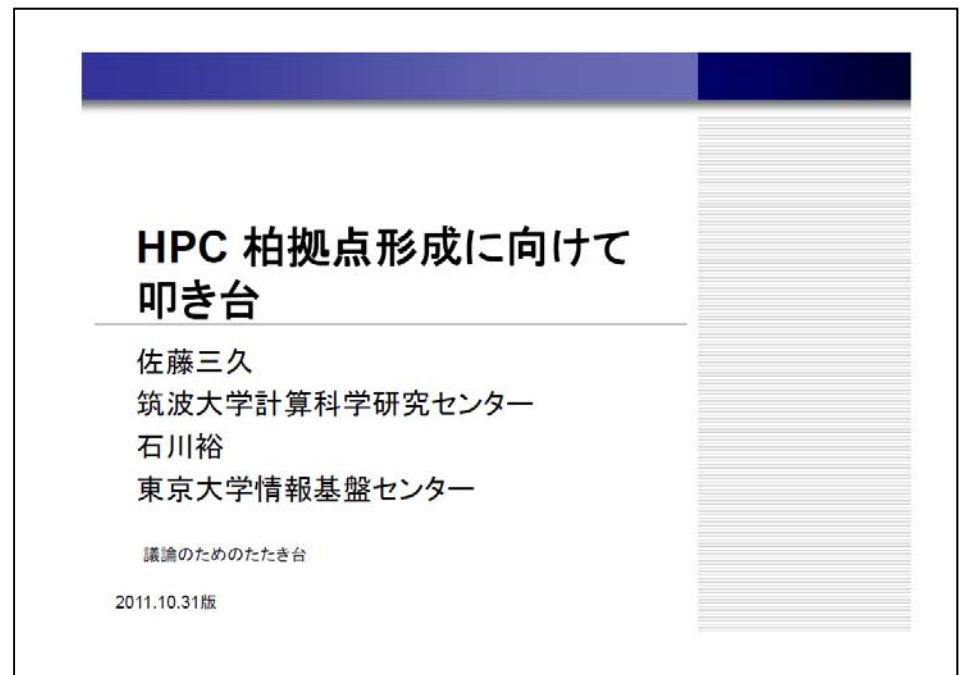 HPC 柏拠点形成に向けて
叩き台
佐藤三久
筑波大学計算科学研究センター
石川裕
東京大学情報基盤センター
議論のためのたたき台
2011.10.31版